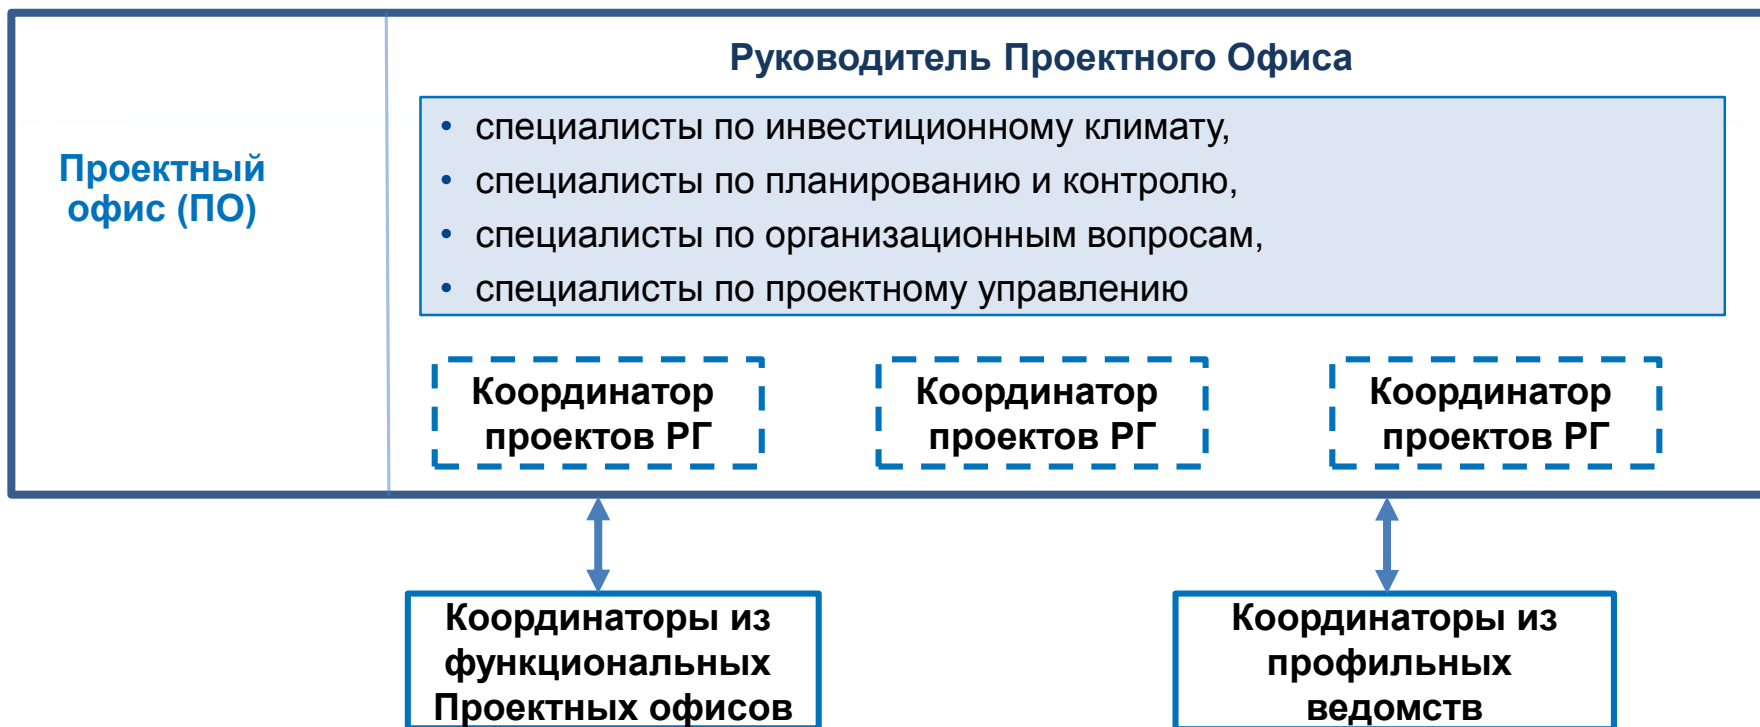 Руководитель Проектного Офиса
Проектный
офис (ПО)
• специалисты по инвестиционному климату,
• специалисты по планированию и контролю,
• специалисты по организационным вопросам,
• специалисты по проектному управлению
Координатор
проектов РГ
Координатор
проектов РГ
Координатор
проектов РГ
Координаторы из
функциональных
Проектных офисов
Координаторы из
профильных
ведомств